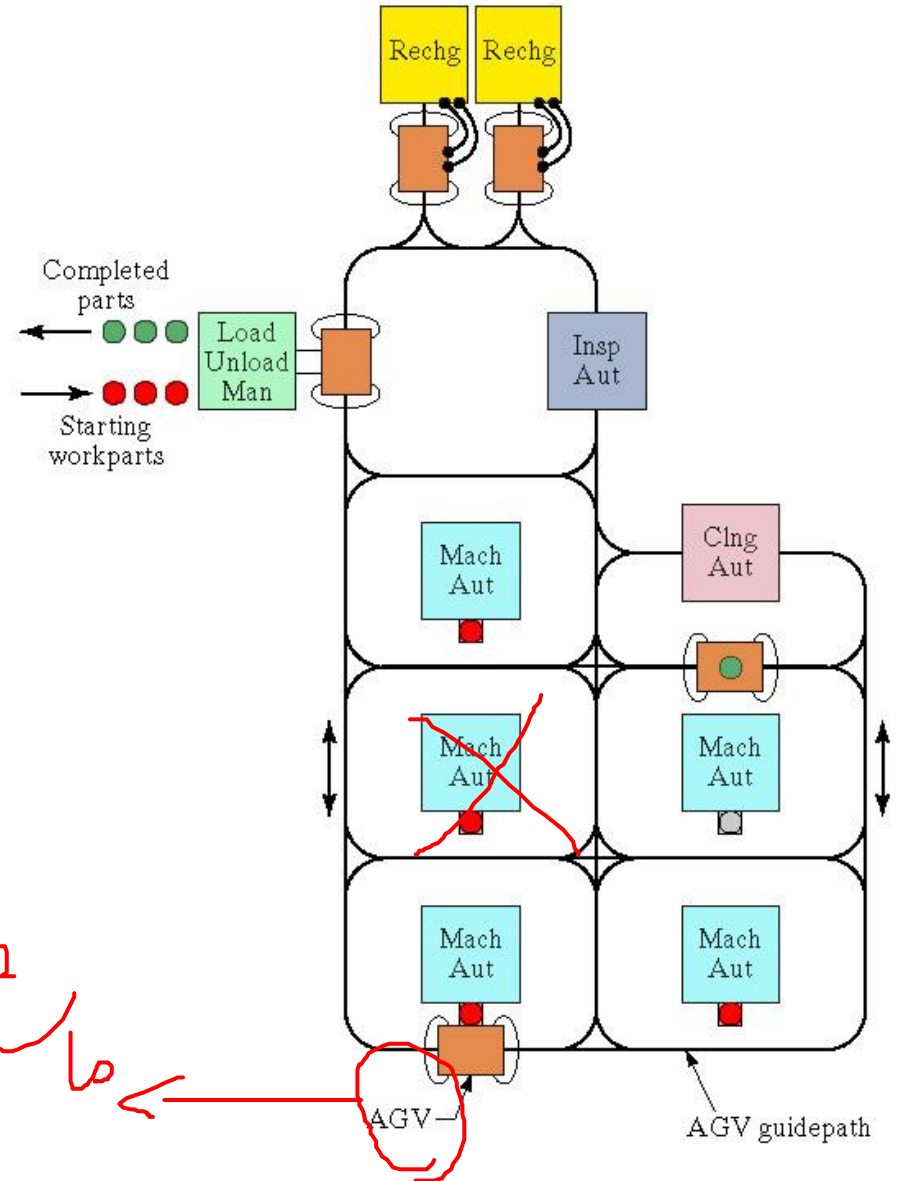 Rechg
Rechg
Completed
parts
Load
Unload
Man
Insp
Aut
Starting
workparts
Clng
Aut
Mach
Aut
Mach
Aut
Mach
Aut
Mach
Aut
Mach
Aut
AGV
AGV guidepath